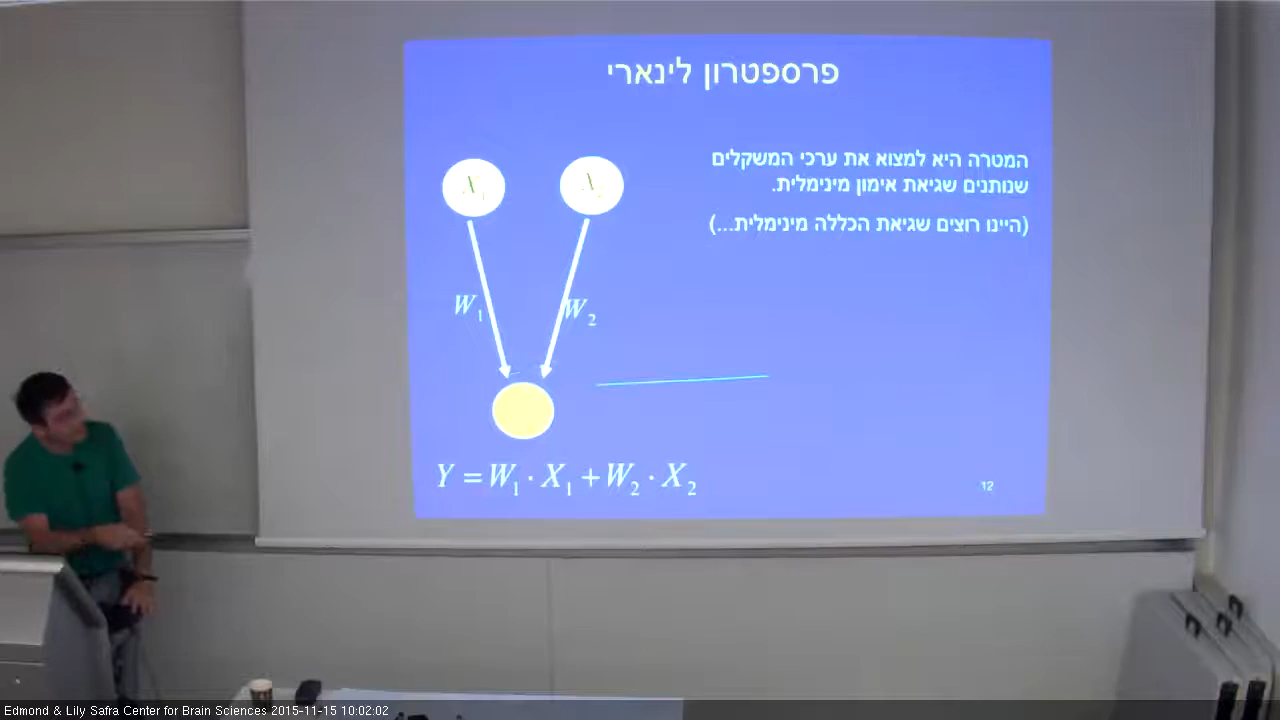 פרספטרון לינארי
המטרה היא למצוא את ערכי המשקלים
שנותנים שגיאת אימון מינימלית.
(היינו רוצים שגיאת הכללה מינימלית...)
X₁
W₁
W₂
Y = W₁ · X₁ + W₂ · X₂
12
Edmond & Lily Safra Center for Brain Sciences 2015-11-15 10:02:02